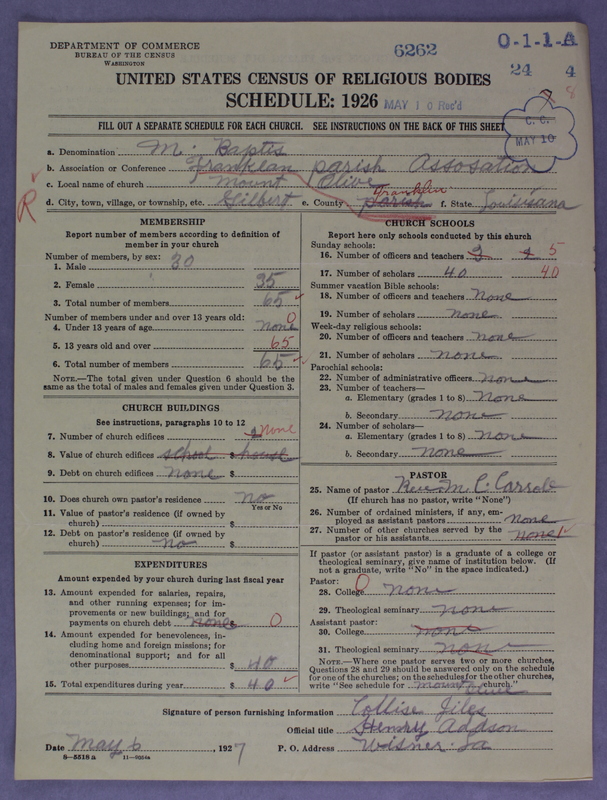 DEPARTMENT OF COMMERCE
BUREAU OF THE CENSUS
WASHINGTON
6262
0-1-1-A
24 4
8
UNITED STATES CENSUS OF RELIGIOUS BODIES
SCHEDULE: 1926
MAY 10 Rec'd
C. C.
MAY 10
FILL OUT A SEPARATE SCHEDULE FOR EACH CHURCH. SEE INSTRUCTIONS ON THE BACK OF THIS SHEET
a. Denomination M. Baptis
b. Association or Conference Franklan parish Assosation
c. Local name of church Mount Olive
R
d. City, town, village, or township, etc. Gilbert e. County Parish Franklin f. State Louisiana
MEMBERSHIP
Report number of members according to definition of member in your church
Number of members, by sex:
1. Male 30
2. Female 35
3. Total number of members 65
Number of members under and over 13 years old:
4. Under 13 years of age none 0
5. 13 years old and over 65
6. Total number of members 65
NOTE.—The total given under Question 6 should be the same as the total of males and females given under Question 3.
CHURCH BUILDINGS
See instructions, paragraphs 10 to 12
7. Number of church edifices none
8. Value of church edifices school $ house
9. Debt on church edifices none $
10. Does church own pastor's residence no
Yes or No
11. Value of pastor's residence (if owned by church) $
12. Debt on pastor's residence (if owned by church) no $
EXPENDITURES
Amount expended by your church during last fiscal year
13. Amount expended for salaries, repairs, and other running expenses; for improvements or new buildings; and for payments on church debt none 0
14. Amount expended for benevolences, including home and foreign missions; for denominational support; and for all other purposes $ 40
15. Total expenditures during year $ 40
CHURCH SCHOOLS
Report here only schools conducted by this church
Sunday schools:
16. Number of officers and teachers 5
17. Number of scholars 40 40
Summer vacation Bible schools:
18. Number of officers and teachers none
19. Number of scholars none
Week-day religious schools:
20. Number of officers and teachers none
21. Number of scholars none
Parochial schools:
22. Number of administrative officers none
23. Number of teachers—
a. Elementary (grades 1 to 8) none
b. Secondary none
24. Number of scholars—
a. Elementary (grades 1 to 8) none
b. Secondary none
PASTOR
25. Name of pastor Rev M. C. Carrob
(If church has no pastor, write "None")
26. Number of ordained ministers, if any, employed as assistant pastors none
27. Number of other churches served by the pastor or his assistants none
If pastor (or assistant pastor) is a graduate of a college or theological seminary, give name of institution below. (If not a graduate, write "No" in the space indicated.)
Pastor:
28. College 0 none
29. Theological seminary none
Assistant pastor:
30. College none
31. Theological seminary none
NOTE.—Where one pastor serves two or more churches, Questions 28 and 29 should be answered only on the schedule for one of the churches; on the schedules for the other churches, write "See schedule for mount olive church."
Signature of person furnishing information Collise Jiles
Official title Henry Addson
Date May 6, 1927 P. O. Address Wisner La
8—5518 a 11—9054a